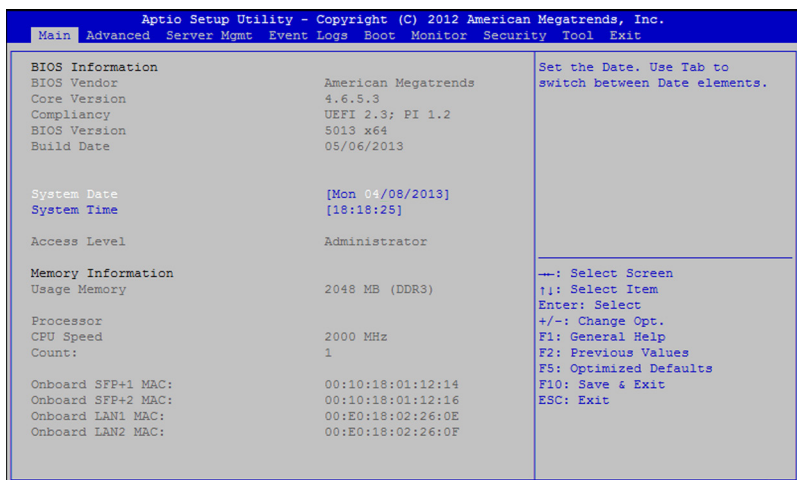 Aptio Setup Utility - Copyright (C) 2012 American Megatrends, Inc.
Main Advanced Server Mgmt Event Logs Boot Monitor Security Tool Exit
BIOS Information
BIOS Vendor American Megatrends
Core Version 4.6.5.3
Compliancy UEFI 2.3; PI 1.2
BIOS Version 5013 x64
Build Date 05/06/2013
System Date [Mon 04/08/2013]
System Time [18:18:25]
Access Level Administrator
Memory Information
Usage Memory 2048 MB (DDR3)
Processor
CPU Speed 2000 MHz
Count: 1
Onboard SFP+1 MAC: 00:10:18:01:12:14
Onboard SFP+2 MAC: 00:10:18:01:12:16
Onboard LAN1 MAC: 00:E0:18:02:26:0E
Onboard LAN2 MAC: 00:E0:18:02:26:0F
Set the Date. Use Tab to
switch between Date elements.
→←: Select Screen
↑↓: Select Item
Enter: Select
+/-: Change Opt.
F1: General Help
F2: Previous Values
F5: Optimized Defaults
F10: Save & Exit
ESC: Exit